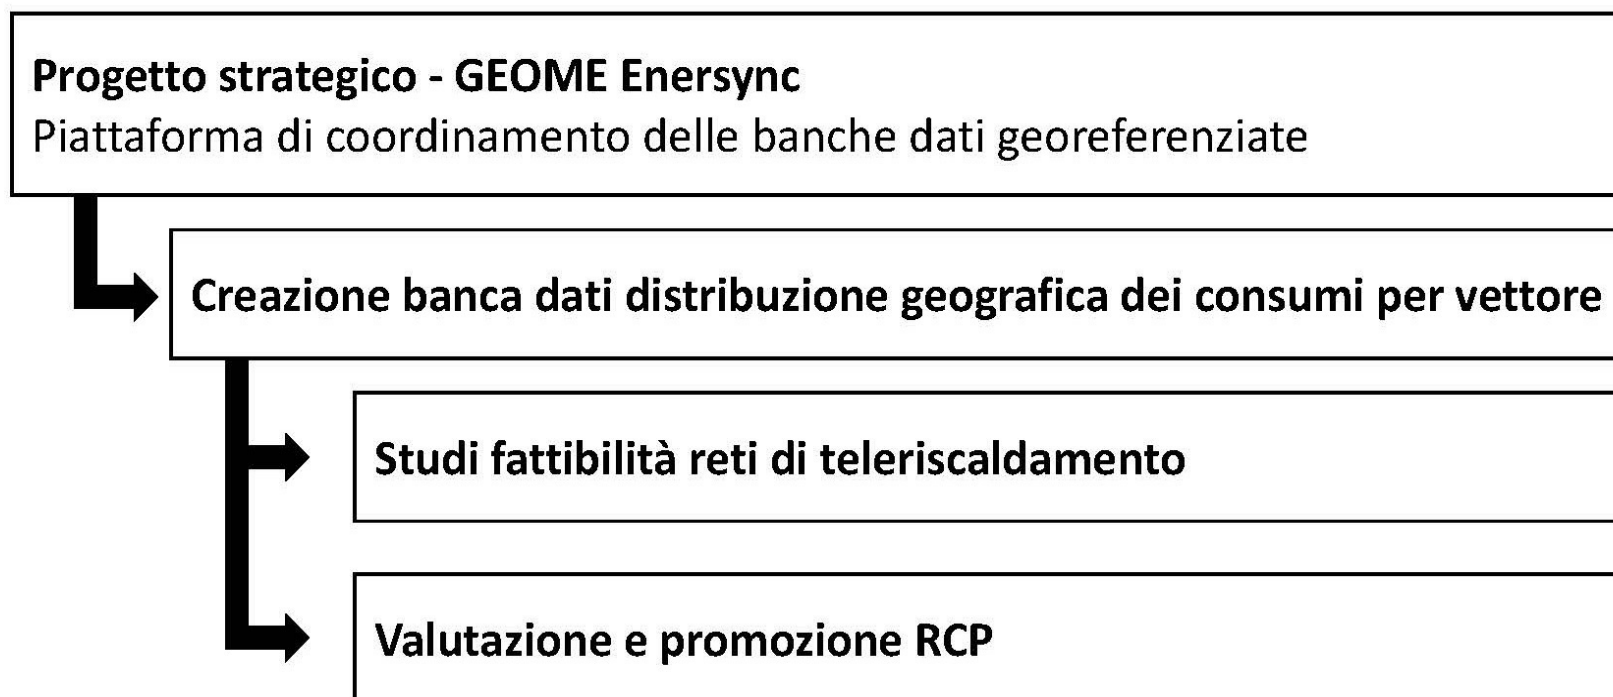 Progetto strategico - GEOME Enersync
Piattaforma di coordinamento delle banche dati georeferenziate
Creazione banca dati distribuzione geografica dei consumi per vettore
Studi fattibilità reti di teleriscaldamento
Valutazione e promozione RCP